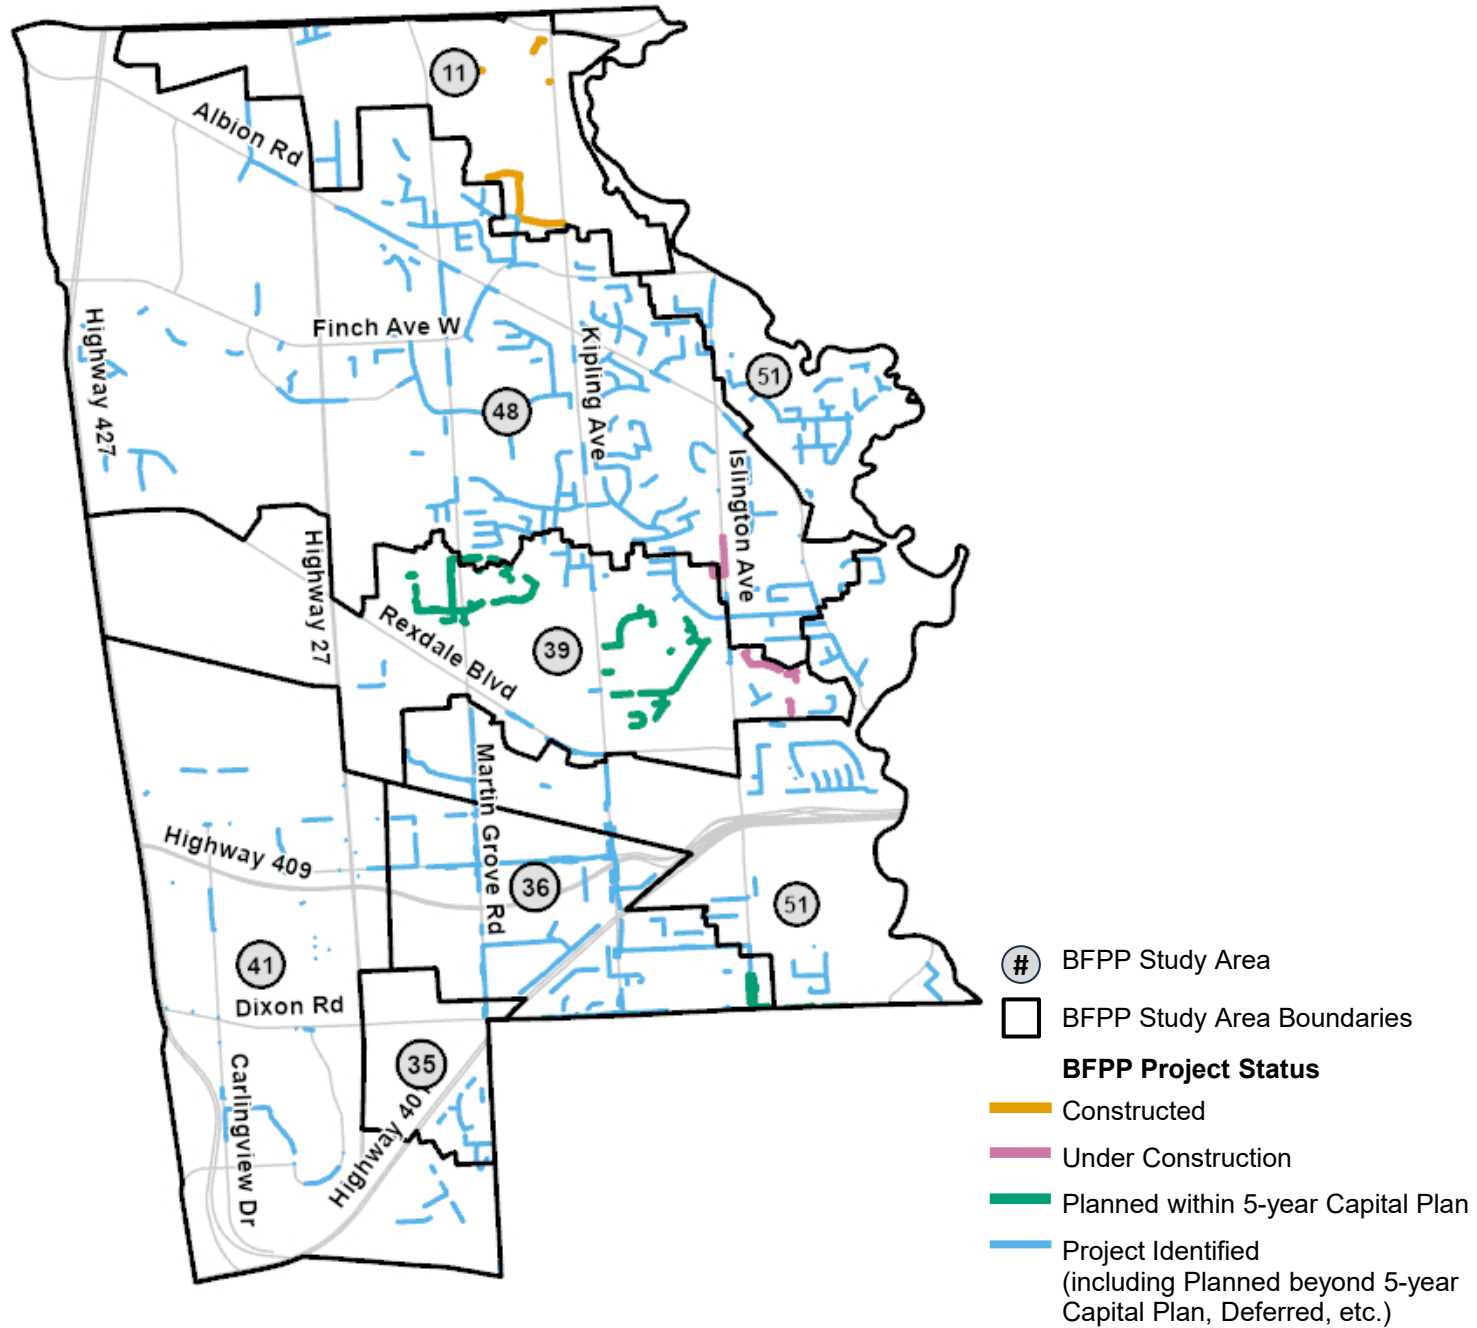 11
Albion Rd
Finch Ave W
Highway 427
Kipling Ave
51
48
Islington Ave
Highway 27
Rexdale Blvd
39
Martin Grove Rd
Highway 409
36
51
41
Dixon Rd
35
Carlingview Dr
Highway 401
# BFPP Study Area
BFPP Study Area Boundaries
BFPP Project Status
Constructed
Under Construction
Planned within 5-year Capital Plan
Project Identified
(including Planned beyond 5-year
Capital Plan, Deferred, etc.)